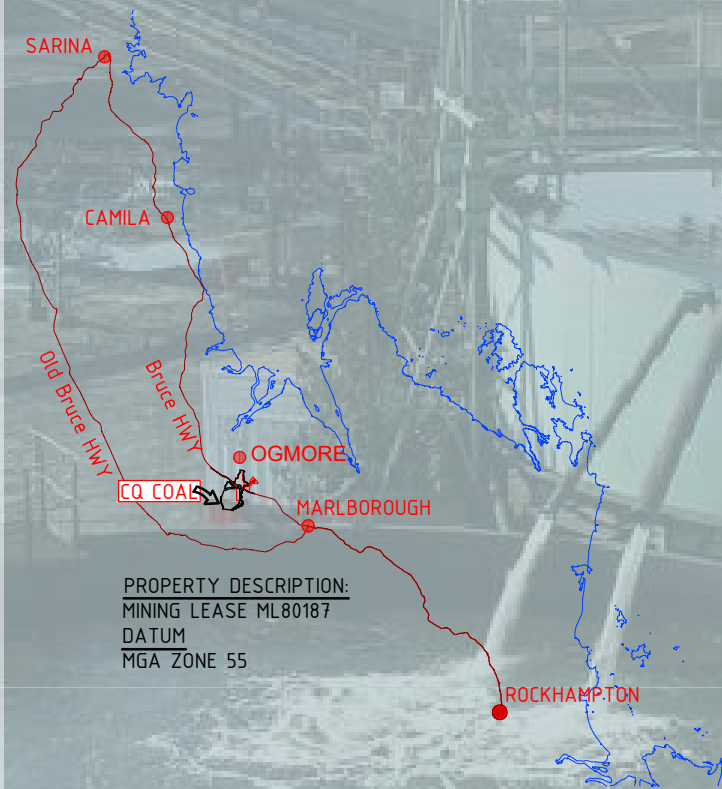 SARINA
CAMILA
Old Bruce HWY
Bruce HWY
OGMORE
CQ COAL
MARLBOROUGH
PROPERTY DESCRIPTION:
MINING LEASE ML80187
DATUM
MGA ZONE 55
ROCKHAMPTON